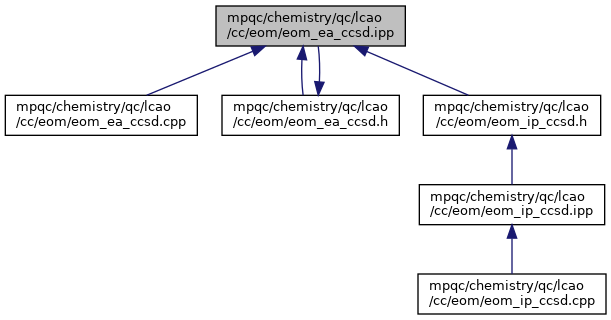 mpqc/chemistry/qc/lcao
/cc/eom/eom_ea_ccsd.ipp
mpqc/chemistry/qc/lcao
/cc/eom/eom_ea_ccsd.cpp
mpqc/chemistry/qc/lcao
/cc/eom/eom_ea_ccsd.h
mpqc/chemistry/qc/lcao
/cc/eom/eom_ip_ccsd.h
mpqc/chemistry/qc/lcao
/cc/eom/eom_ip_ccsd.ipp
mpqc/chemistry/qc/lcao
/cc/eom/eom_ip_ccsd.cpp